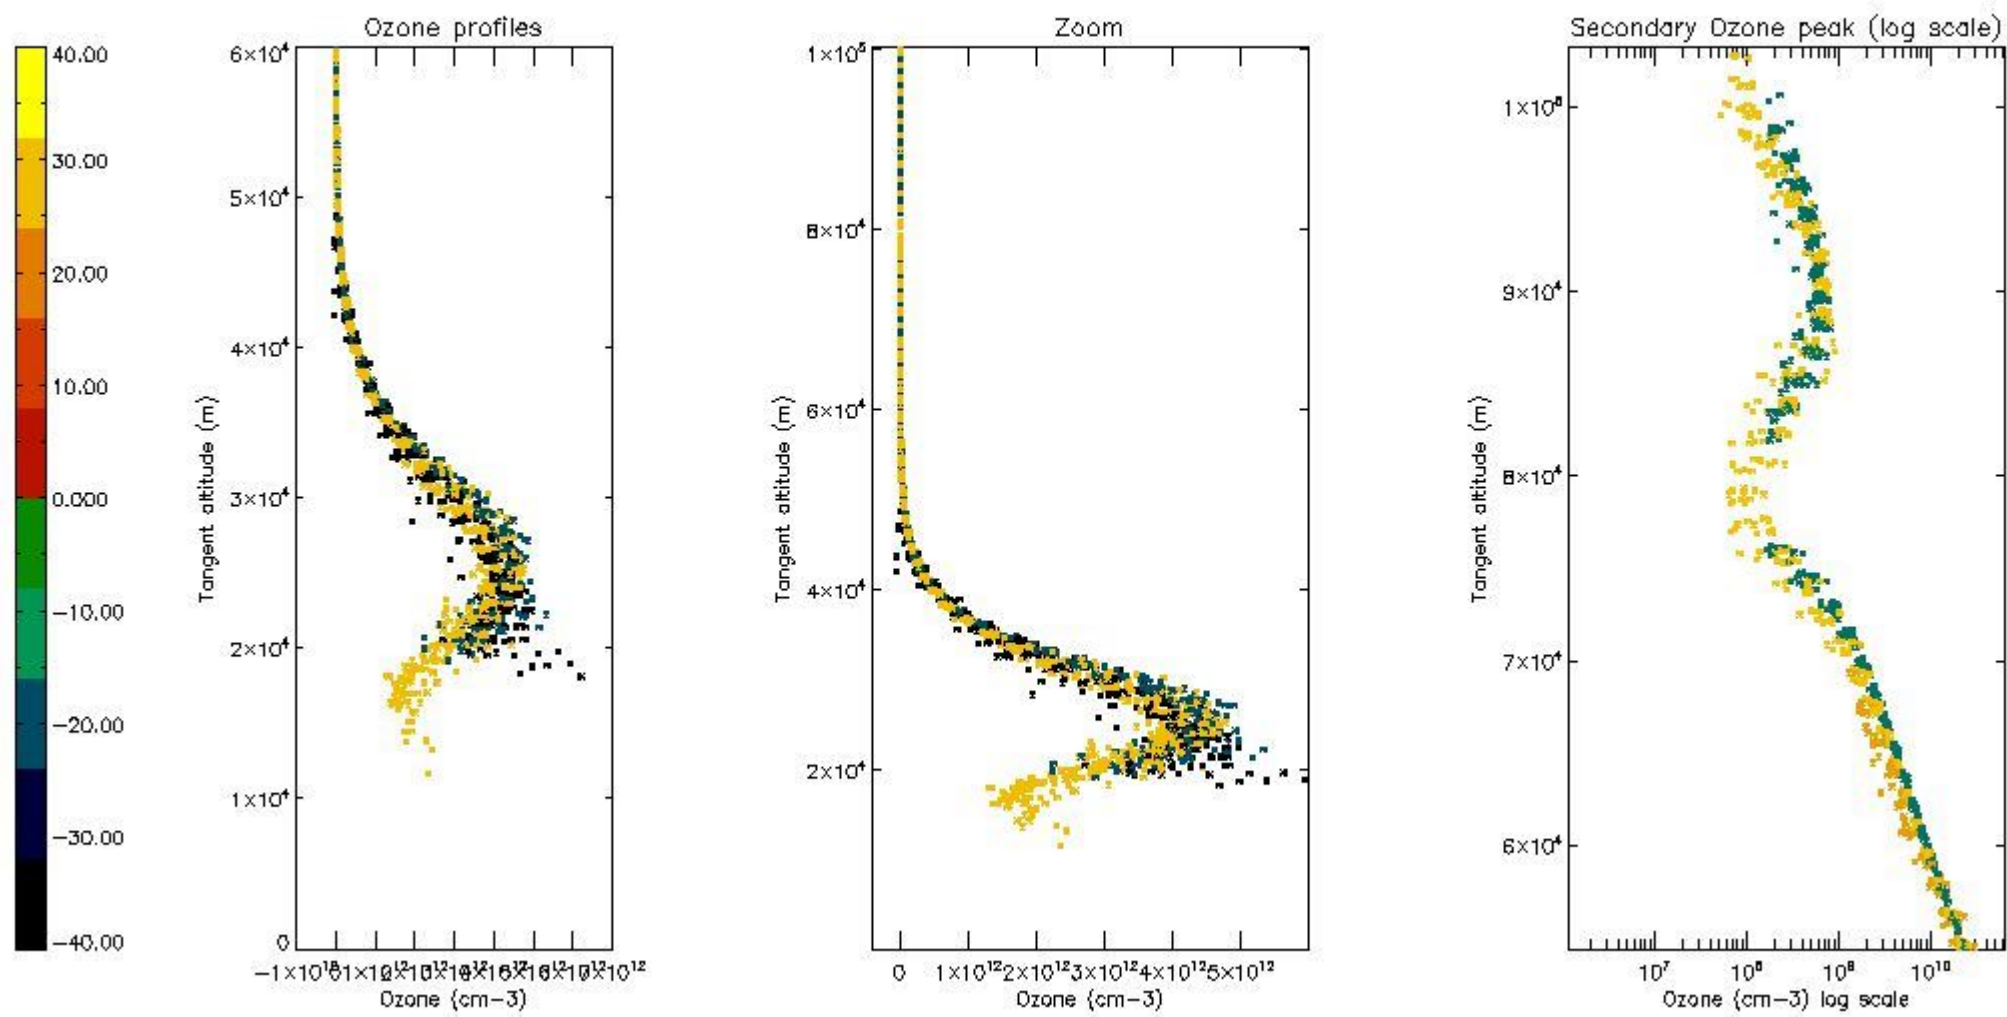 Ozone profiles
Zoom
Secondary Ozone peak (log scale)
40.00
30.00
20.00
10.00
0.000
-10.00
-20.00
-30.00
-40.00
6×10⁴
5×10⁴
4×10⁴
3×10⁴
2×10⁴
1×10⁴
0
Tangent altitude (m)
Ozone (cm-3)
1×10⁵
8×10⁴
6×10⁴
4×10⁴
2×10⁴
Tangent altitude (m)
0 1×10¹² 2×10¹² 3×10¹² 4×10¹² 5×10¹²
Ozone (cm-3)
9×10⁴
8×10⁴
7×10⁴
6×10⁴
Tangent altitude (m)
10⁷ 10⁸ 10⁹ 10¹⁰
Ozone (cm-3) log scale